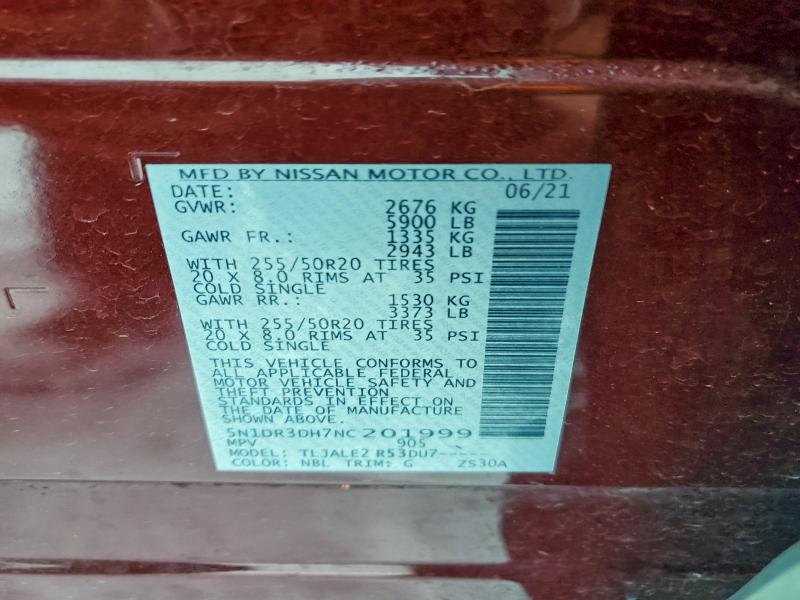 MFD BY NISSAN MOTOR CO., LTD.
DATE: 06/21
GVWR: 2676 KG
5900 LB
GAWR FR.: 1335 KG
2943 LB
WITH 255/50R20 TIRES
20 X 8.0 RIMS AT 35 PSI
COLD SINGLE
GAWR RR.: 1530 KG
3373 LB
WITH 255/50R20 TIRES
20 X 8.0 RIMS AT 35 PSI
COLD SINGLE
THIS VEHICLE CONFORMS TO
ALL APPLICABLE FEDERAL
MOTOR VEHICLE SAFETY AND
THEFT PREVENTION
STANDARDS IN EFFECT ON
THE DATE OF MANUFACTURE
SHOWN ABOVE.
5N1DR3DH7NC201999
MPV 905
MODEL: TLJALE2 R53DU7-----
COLOR: NBL TRIM: G ZS30A